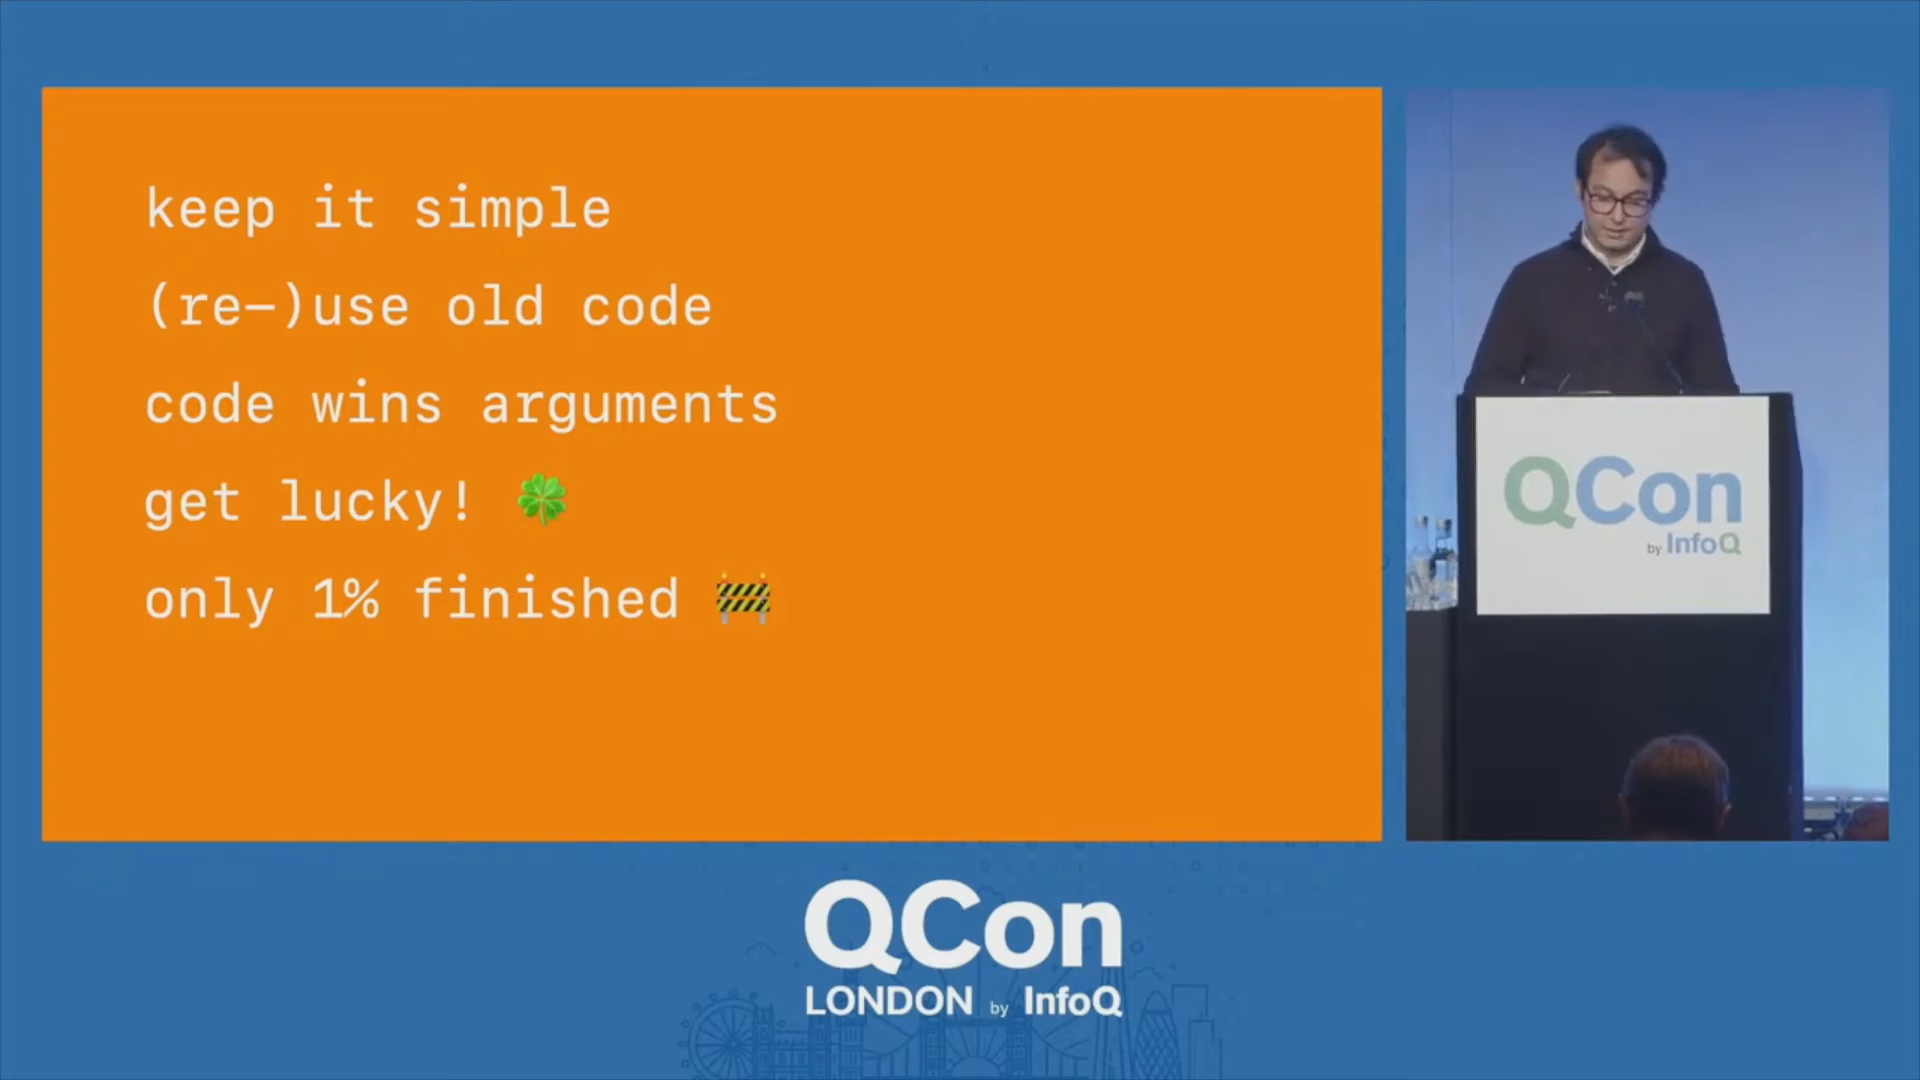 keep it simple
(re-)use old code
code wins arguments
get lucky! 🍀
only 1% finished 🚧
QCon
by InfoQ
QCon
LONDON by InfoQ